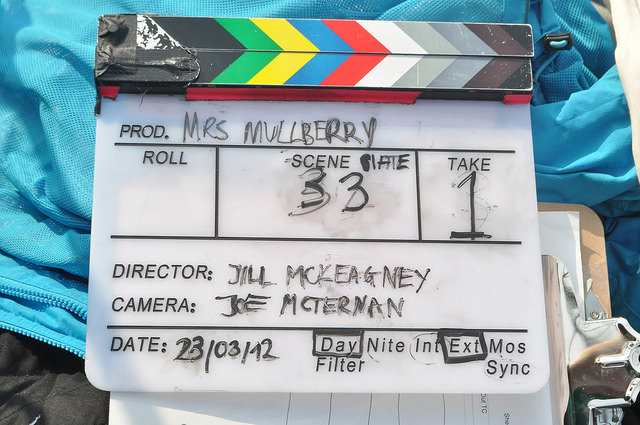 PROD. MRS MULLBERRY
ROLL SCENE SLATE TAKE
33 1
DIRECTOR: JILL MCKEAGNEY
CAMERA: JOE MCTERNAN
DATE: 23/03/12 Day Nite Int Ext Mos
Filter Sync